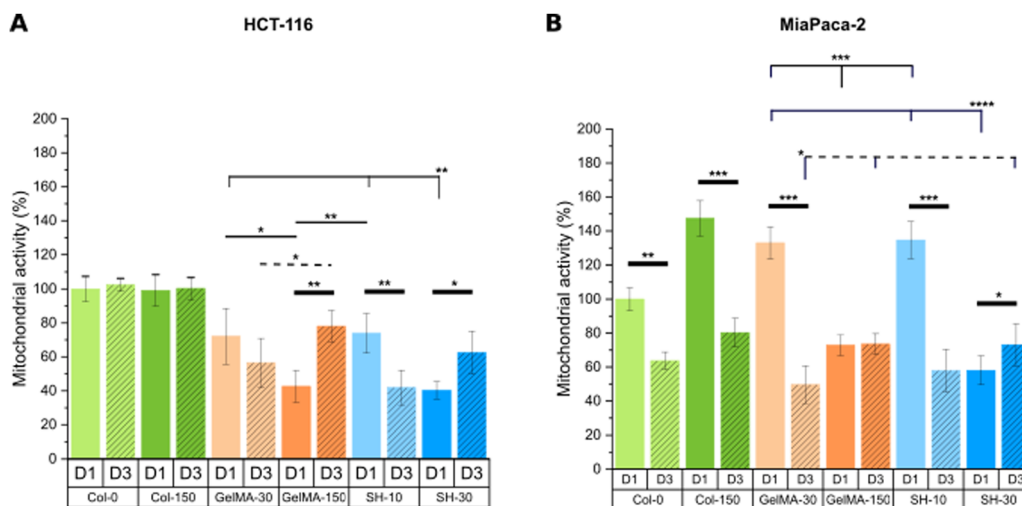 A
HCT-116
Mitochondrial activity (%)
200
180
160
140
120
100
80
60
40
20
0
**
**
*
*
** ** *
D1 D3 D1 D3 D1 D3 D1 D3 D1 D3 D1 D3
Col-0 Col-150 GelMA-30 GelMA-150 SH-10 SH-30
B
MiaPaca-2
Mitochondrial activity (%)
200
180
160
140
120
100
80
60
40
20
0
***
****
*
*** *** ***
**
*
D1 D3 D1 D3 D1 D3 D1 D3 D1 D3 D1 D3
Col-0 Col-150 GelMA-30 GelMA-150 SH-10 SH-30